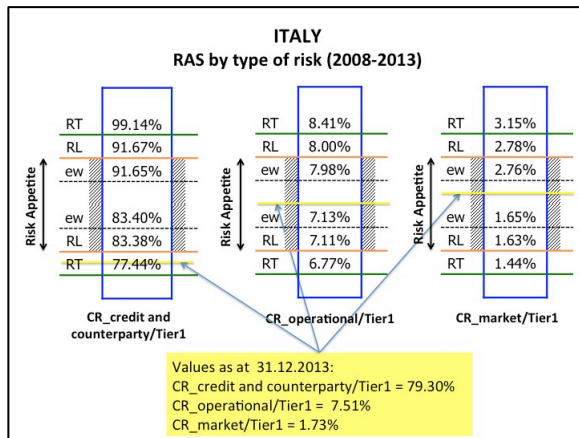 ITALY
RAS by type of risk (2008-2013)
Risk Appetite
RT 99.14%
RL 91.67%
ew 91.65%
ew 83.40%
RL 83.38%
RT 77.44%
CR_credit and
counterparty/Tier1
Risk Appetite
RT 8.41%
RL 8.00%
ew 7.98%
ew 7.13%
RL 7.11%
RT 6.77%
CR_operational/Tier1
Risk Appetite
RT 3.15%
RL 2.78%
ew 2.76%
ew 1.65%
RL 1.63%
RT 1.44%
CR_market/Tier1
Values as at 31.12.2013:
CR_credit and counterparty/Tier1 = 79.30%
CR_operational/Tier1 = 7.51%
CR_market/Tier1 = 1.73%